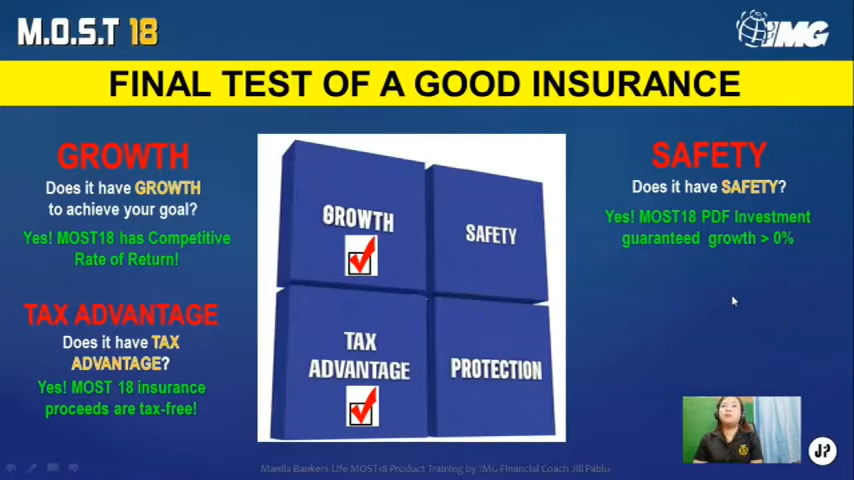 M.O.S.T 18
IMG
FINAL TEST OF A GOOD INSURANCE
GROWTH
Does it have GROWTH
to achieve your goal?
Yes! MOST18 has Competitive
Rate of Return!
TAX ADVANTAGE
Does it have TAX
ADVANTAGE?
Yes! MOST 18 insurance
proceeds are tax-free!
GROWTH
SAFETY
TAX
ADVANTAGE
PROTECTION
SAFETY
Does it have SAFETY?
Yes! MOST18 PDF Investment
guaranteed growth > 0%
JP
Manila Bankers Life MOST18 Product Training by IMG Financial Coach Jill Pablo